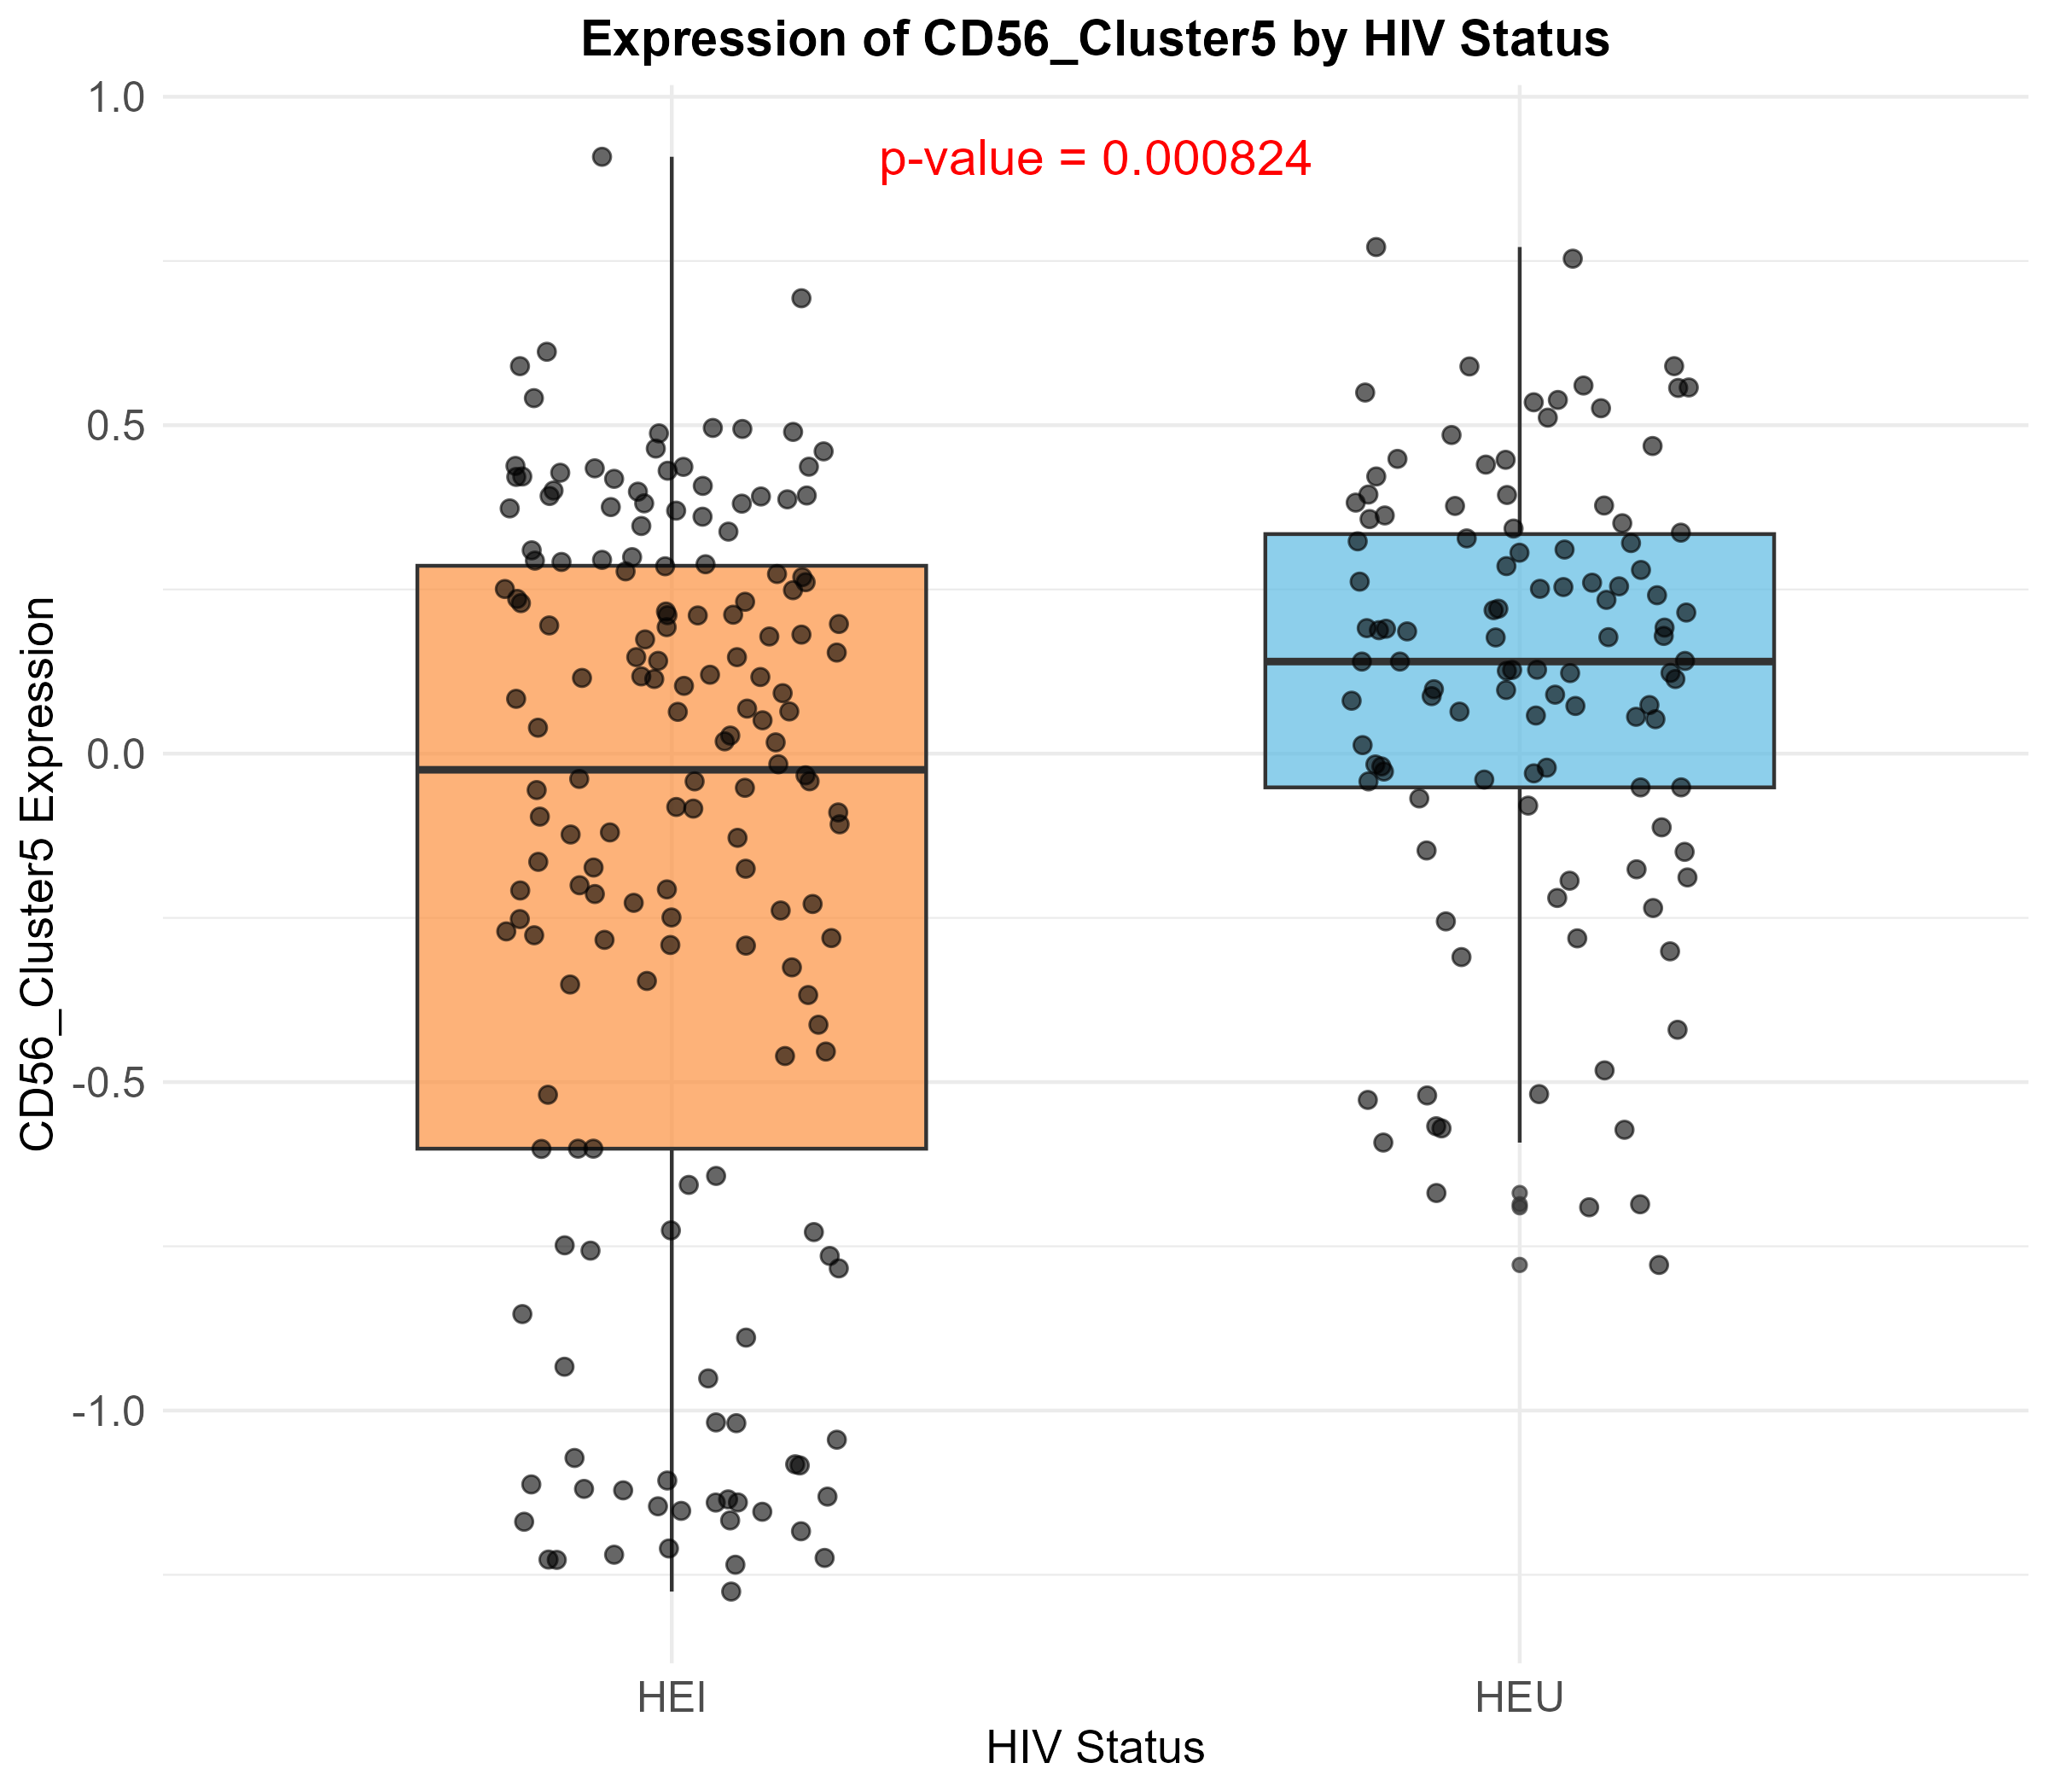 Expression of CD56_Cluster5 by HIV Status
p-value = 0.000824
CD56_Cluster5 Expression
1.0
0.5
0.0
-0.5
-1.0
HEI
HEU
HIV Status